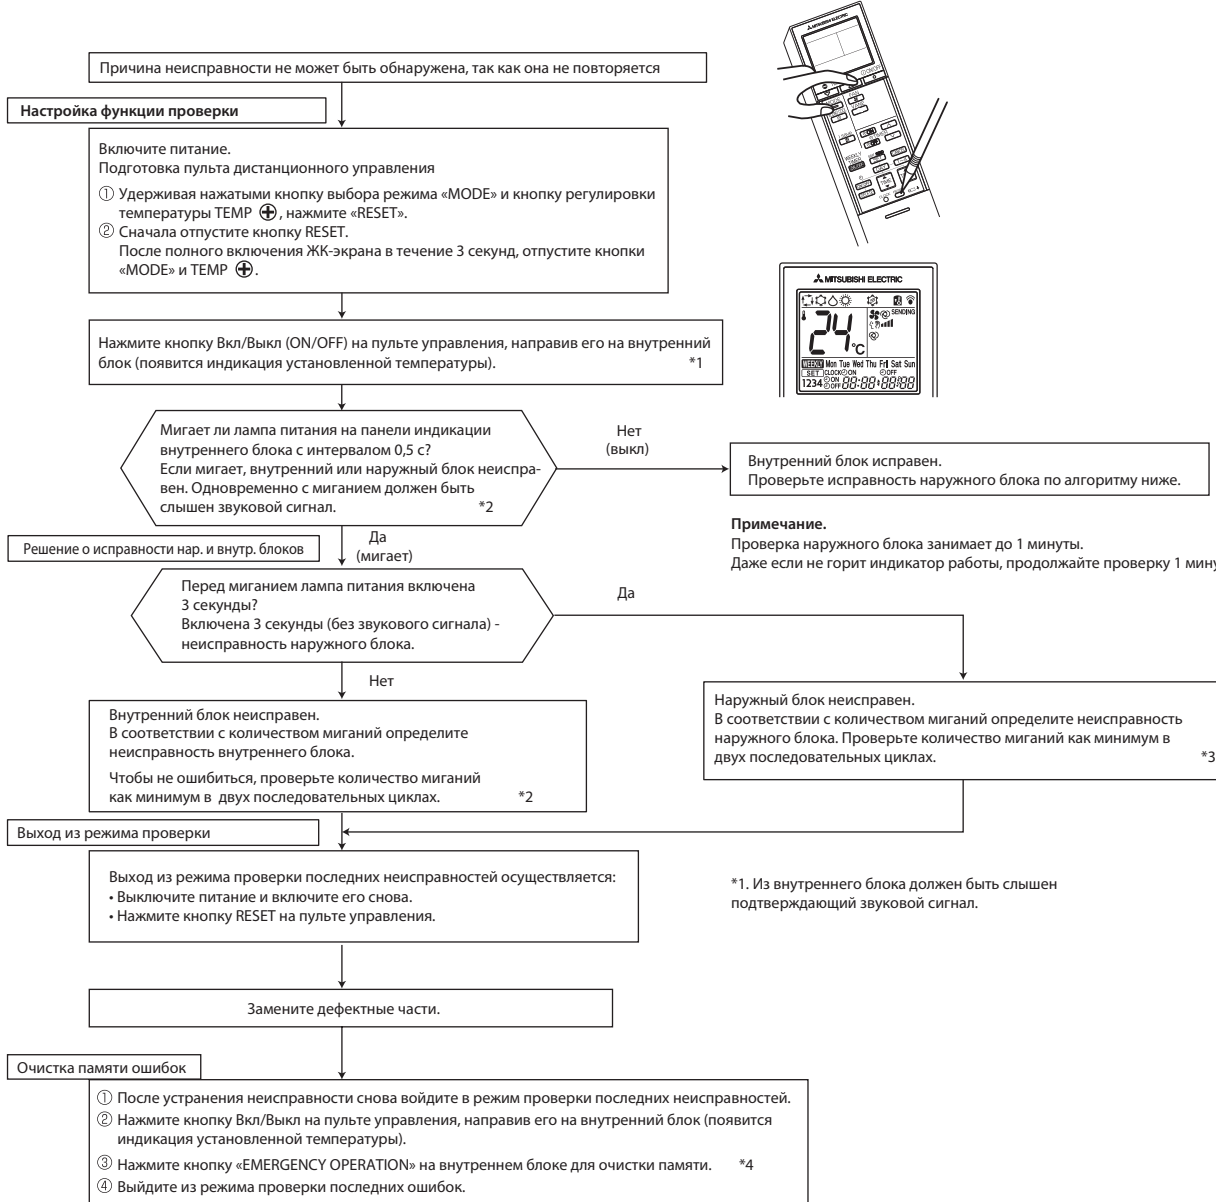 Причина неисправности не может быть обнаружена, так как она не повторяется
Настройка функции проверки
Включите питание.
Подготовка пульта дистанционного управления
① Удерживая нажатыми кнопку выбора режима «MODE» и кнопку регулировки
температуры TEMP ⊕, нажмите «RESET».
② Сначала отпустите кнопку RESET.
После полного включения ЖК-экрана в течение 3 секунд, отпустите кнопки
«MODE» и TEMP ⊕.
MITSUBISHI ELECTRIC
SENDING
24 °C
WEEKLY Mon Tue Wed Thu Fri Sat Sun
SET CLOCK ON OFF
1234 ON OFF 00:00 00:00
Нажмите кнопку Вкл/Выкл (ON/OFF) на пульте управления, направив его на внутренний
блок (появится индикация установленной температуры). *1
Мигает ли лампа питания на панели индикации
внутреннего блока с интервалом 0,5 с?
Если мигает, внутренний или наружный блок неиспра-
вен. Одновременно с миганием должен быть
слышен звуковой сигнал. *2
Нет
(выкл)
Внутренний блок исправен.
Проверьте исправность наружного блока по алгоритму ниже.
Примечание.
Проверка наружного блока занимает до 1 минуты.
Даже если не горит индикатор работы, продолжайте проверку 1 мину
Да
(мигает)
Решение о исправности нар. и внутр. блоков
Перед миганием лампа питания включена
3 секунды?
Включена 3 секунды (без звукового сигнала) -
неисправность наружного блока.
Да
Нет
Внутренний блок неисправен.
В соответствии с количеством миганий определите
неисправность внутреннего блока.
Чтобы не ошибиться, проверьте количество миганий
как минимум в двух последовательных циклах. *2
Наружный блок неисправен.
В соответствии с количеством миганий определите неисправность
наружного блока. Проверьте количество миганий как минимум в
двух последовательных циклах. *3
Выход из режима проверки
Выход из режима проверки последних неисправностей осуществляется:
• Выключите питание и включите его снова.
• Нажмите кнопку RESET на пульте управления.
*1. Из внутреннего блока должен быть слышен
подтверждающий звуковой сигнал.
Замените дефектные части.
Очистка памяти ошибок
① После устранения неисправности снова войдите в режим проверки последних неисправностей.
② Нажмите кнопку Вкл/Выкл на пульте управления, направив его на внутренний блок (появится
индикация установленной температуры).
③ Нажмите кнопку «EMERGENCY OPERATION» на внутреннем блоке для очистки памяти. *4
④ Выйдите из режима проверки последних ошибок.